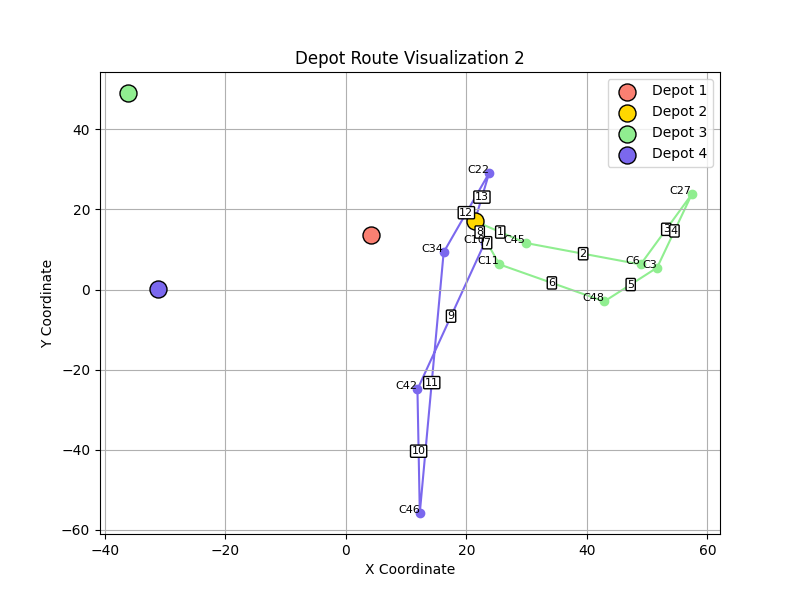 Depot Route Visualization 2
Depot 1
Depot 2
Depot 3
Depot 4
Y Coordinate
40
20
0
−20
−40
−60
C22
C27
13
12
8
1
3
4
C45
7
C34
2
C6
C3
C11
6
5
C48
9
C42
11
10
C46
−40
−20
0
20
40
60
X Coordinate